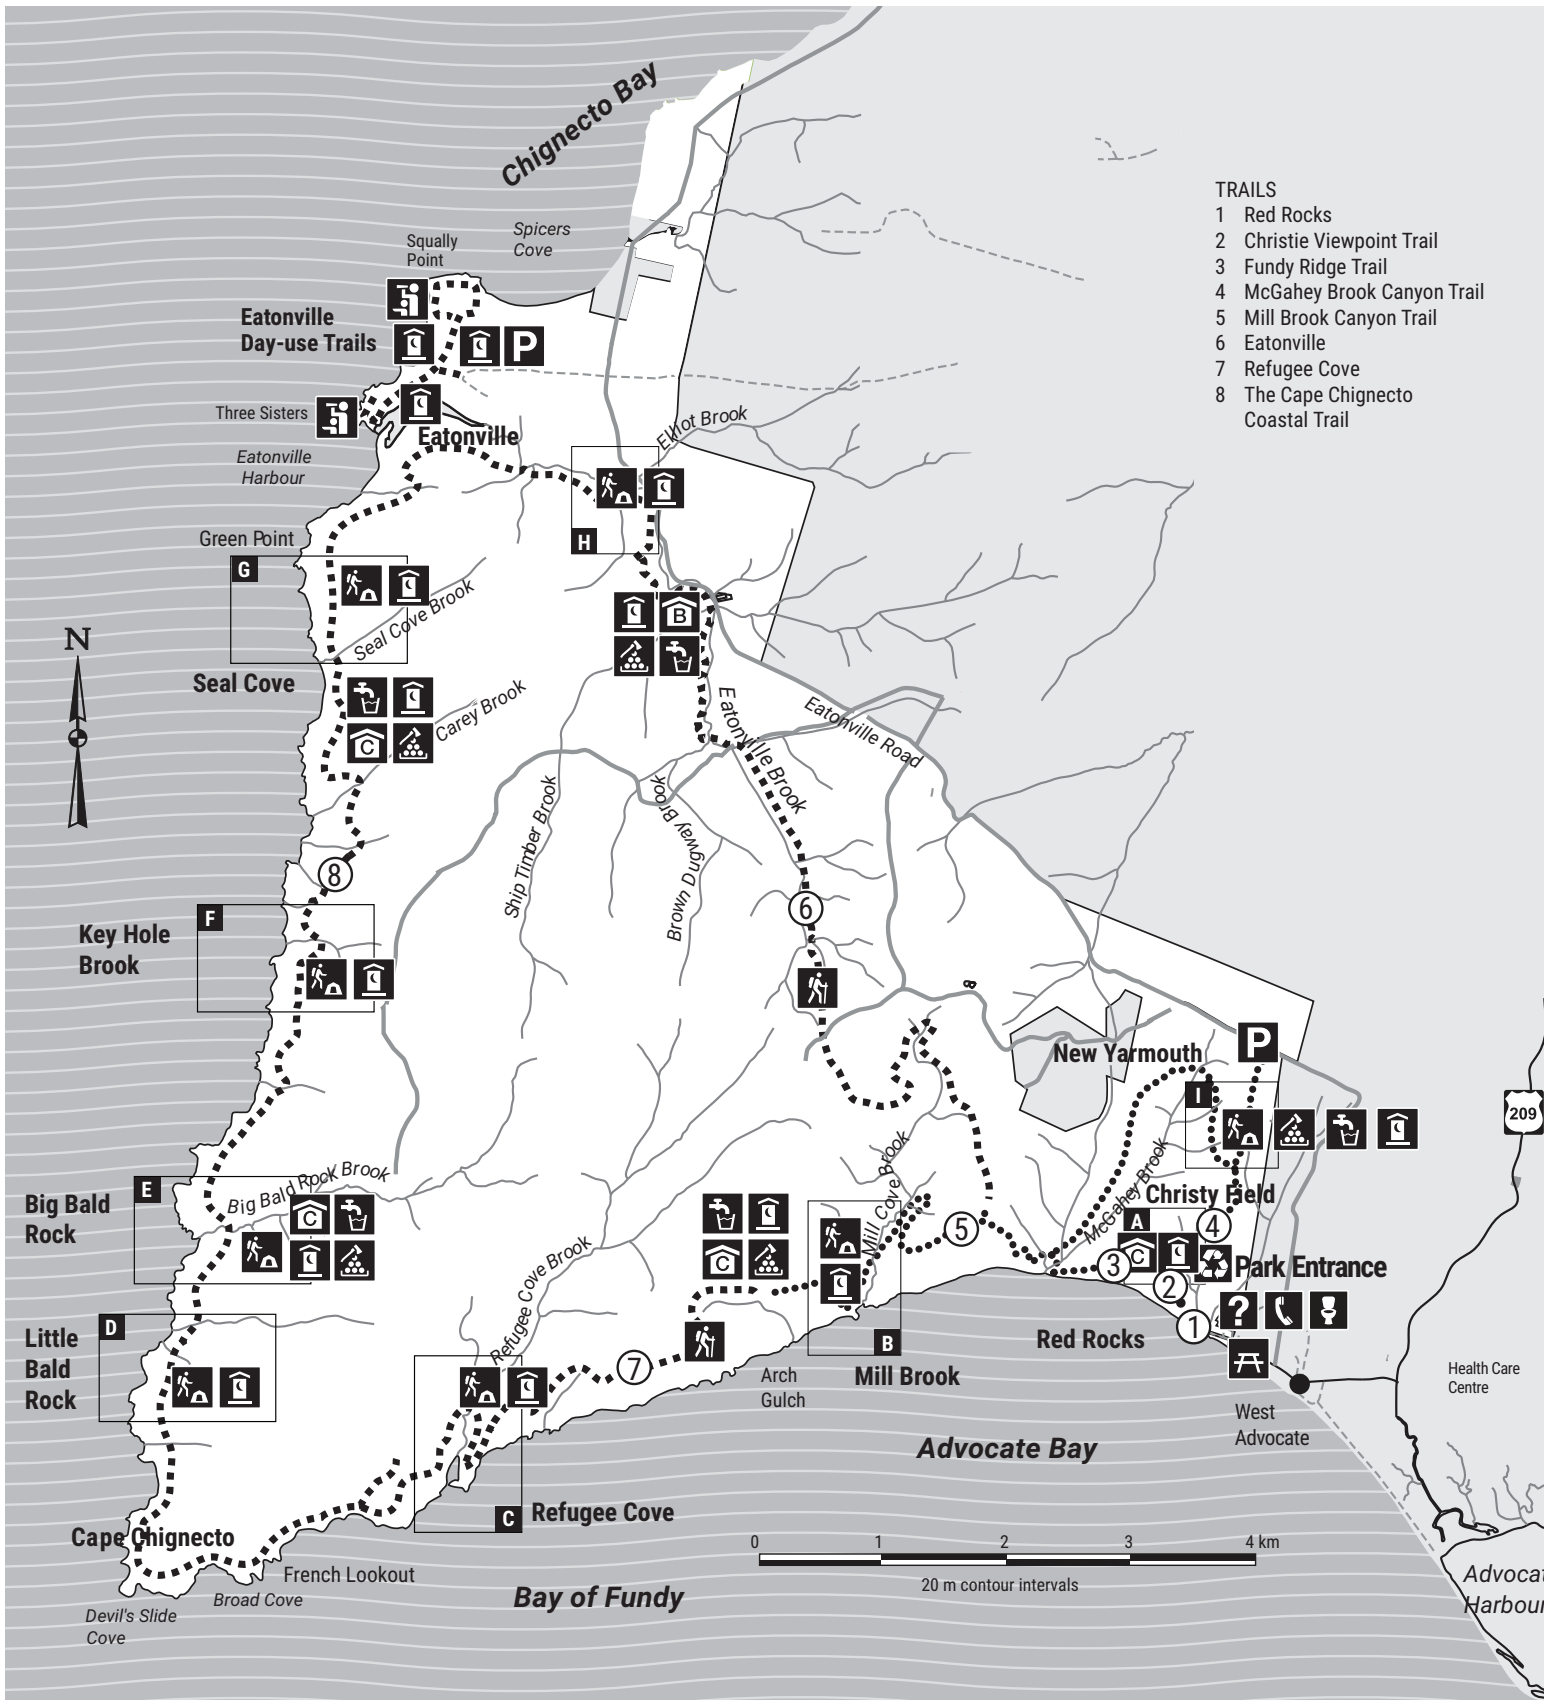 Chignecto Bay
TRAILS
1 Red Rocks
2 Christie Viewpoint Trail
3 Fundy Ridge Trail
4 McGahey Brook Canyon Trail
5 Mill Brook Canyon Trail
6 Eatonville
7 Refugee Cove
8 The Cape Chignecto
Coastal Trail
Spicers
Cove
Squally
Point
Eatonville
Day-use Trails
P
Three Sisters
Eatonville
Elliot Brook
Eatonville
Harbour
H
Green Point
G
Seal Cove Brook
B
Seal Cove
N
Carey Brook
C
Eatonville Brook
Eatonville Road
Ship Timber Brook
Brown Dugway Brook
8
6
F
Key Hole
Brook
New Yarmouth
P
I
209
E
Big Bald Rock Brook
Big Bald
Rock
C
C
Mill Cove Brook
5
McGahey Brook
Christy Field
A
4
C
3
Park Entrance
2
?
1
Red Rocks
D
Little
Bald
Rock
Refugee Cove Brook
7
B
Mill Brook
Arch
Gulch
Health Care
Centre
West
Advocate
Advocate Bay
C
Refugee Cove
Cape Chignecto
French Lookout
Broad Cove
Devil's Slide
Cove
Bay of Fundy
0 1 2 3 4 km
20 m contour intervals
Advocat
Harbour